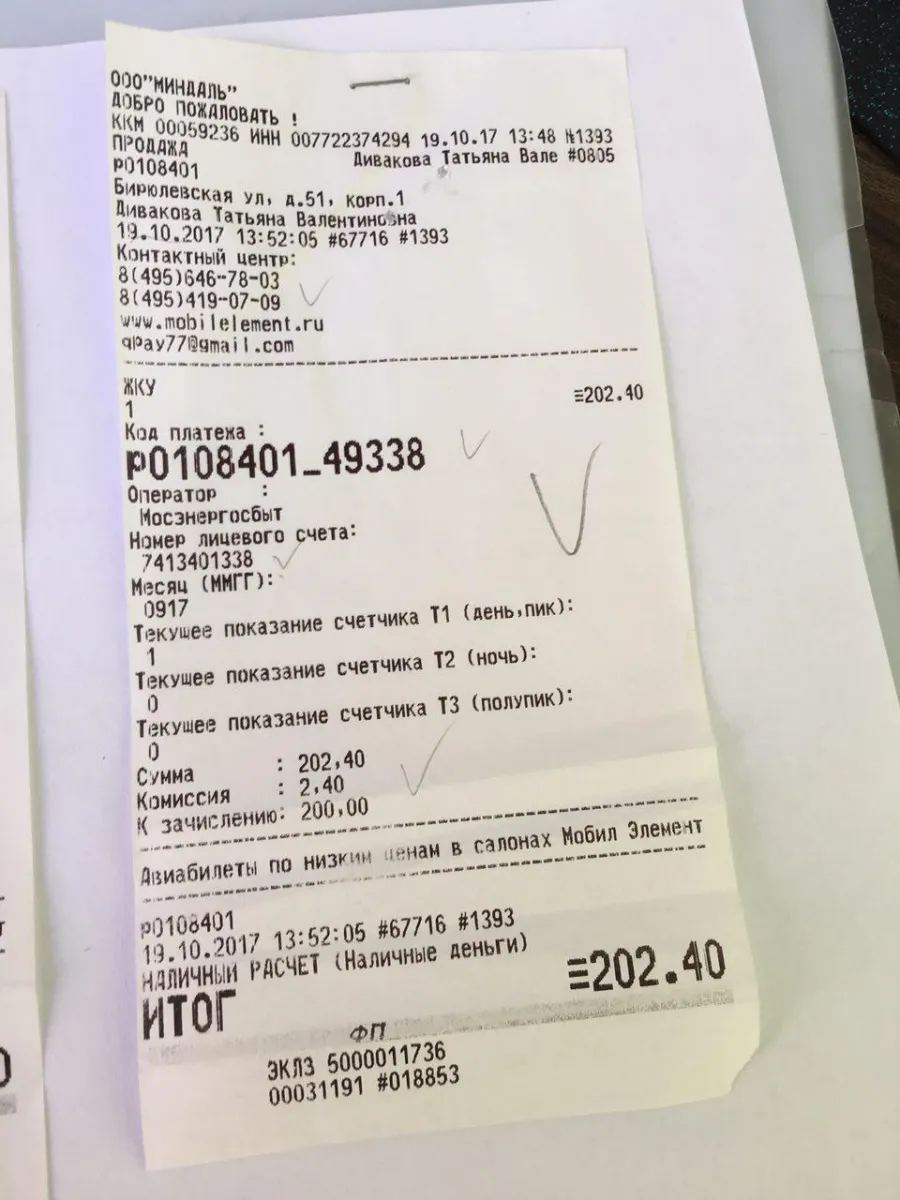 ООО"МИНДАЛЬ"
ДОБРО ПОЖАЛОВАТЬ !
ККМ 00059236 ИНН 007722374294 19.10.17 13:48 №1393
ПРОДАЖА Дивакова Татьяна Вале #0805
P0108401
Бирюлевская ул, д.51, корп.1
Дивакова Татьяна Валентиновна
19.10.2017 13:52:05 #67716 #1393
Контактный центр:
8(495)646-78-03
8(495)419-07-09
www.mobilelement.ru
qpay77@gmail.com
ЖКУ
1 ≡202.40
Код платежа :
P0108401_49338
Оператор :
Мосэнергосбыт
Номер лицевого счета:
7413401338
Месяц (ММГГ):
0917
Текущее показание счетчика Т1 (день,пик):
1
Текущее показание счетчика Т2 (ночь):
0
Текущее показание счетчика Т3 (полупик):
0
Сумма : 202,40
Комиссия : 2,40
К зачислению: 200,00
Авиабилеты по низким ценам в салонах Мобил Элемент
p0108401
19.10.2017 13:52:05 #67716 #1393
НАЛИЧНЫЙ РАСЧЕТ (Наличные деньги)
ИТОГ ≡202.40
ФП
ЭКЛЗ 5000011736
00031191 #018853